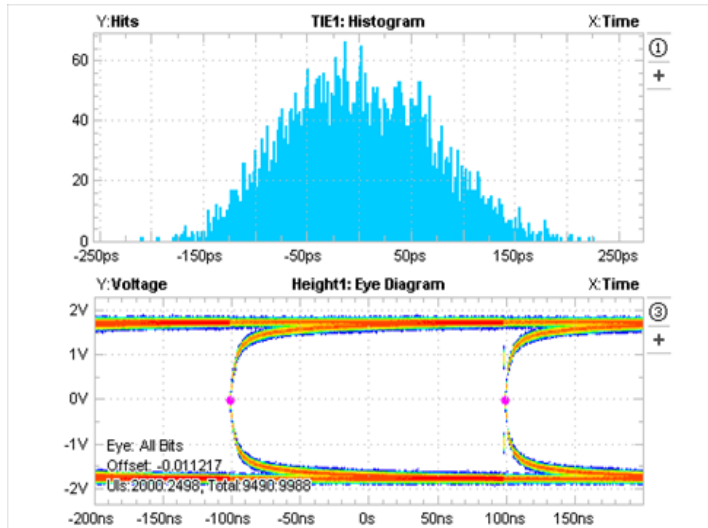 Y:Hits TIE1: Histogram X:Time
①
+
60
40
20
0
-250ps -150ps -50ps 50ps 150ps 250ps
Y:Voltage Height1: Eye Diagram X:Time
③
+
2V
1V
0V
-1V
-2V
Eye: All Bits
Offset: -0.011217
UIs:2000:2498; Total:9490:9988
-200ns -150ns -100ns -50ns 0s 50ns 100ns 150ns